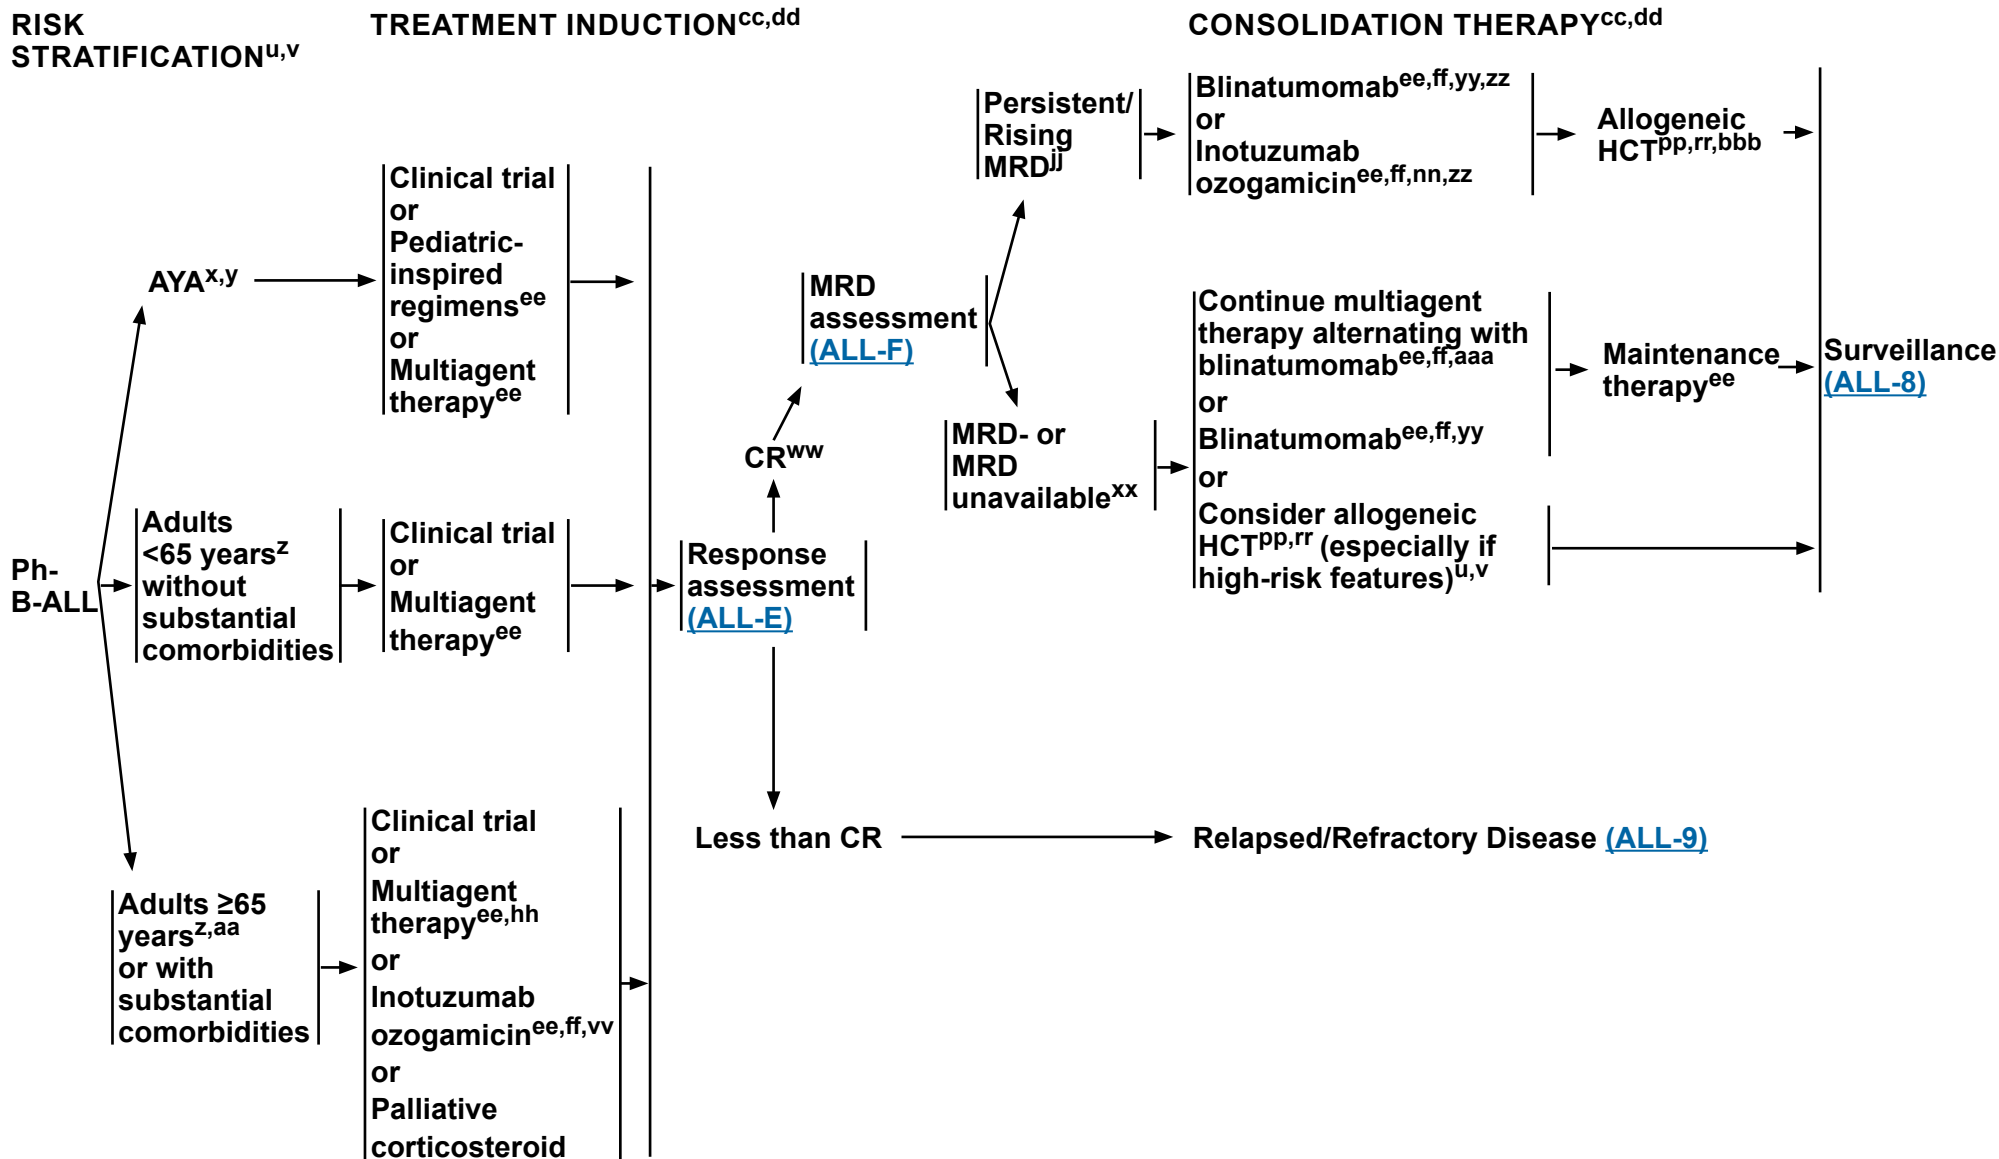 RISK
STRATIFICATIONu,v
TREATMENT INDUCTIONcc,dd
CONSOLIDATION THERAPYcc,dd
Ph-
B-ALL
AYAx,y
Clinical trial
or
Pediatric-
inspired
regimensee
or
Multiagent
therapyee
Adults
<65 yearsz
without
substantial
comorbidities
Clinical trial
or
Multiagent
therapyee
Adults ≥65
yearsz,aa
or with
substantial
comorbidities
Clinical trial
or
Multiagent
therapyee,hh
or
Inotuzumab
ozogamicinee,ff,vv
or
Palliative
corticosteroid
Response
assessment
(ALL-E)
CRww
MRD
assessment
(ALL-F)
Less than CR
Relapsed/Refractory Disease (ALL-9)
Persistent/
Rising
MRDjj
Blinatumomabee,ff,yy,zz
or
Inotuzumab
ozogamicinee,ff,nn,zz
Allogeneic
HCTpp,rr,bbb
MRD- or
MRD
unavailablexx
Continue multiagent
therapy alternating with
blinatumomabee,ff,aaa
or
Blinatumomabee,ff,yy
or
Consider allogeneic
HCTpp,rr (especially if
high-risk features)u,v
Maintenance
therapyee
Surveillance
(ALL-8)